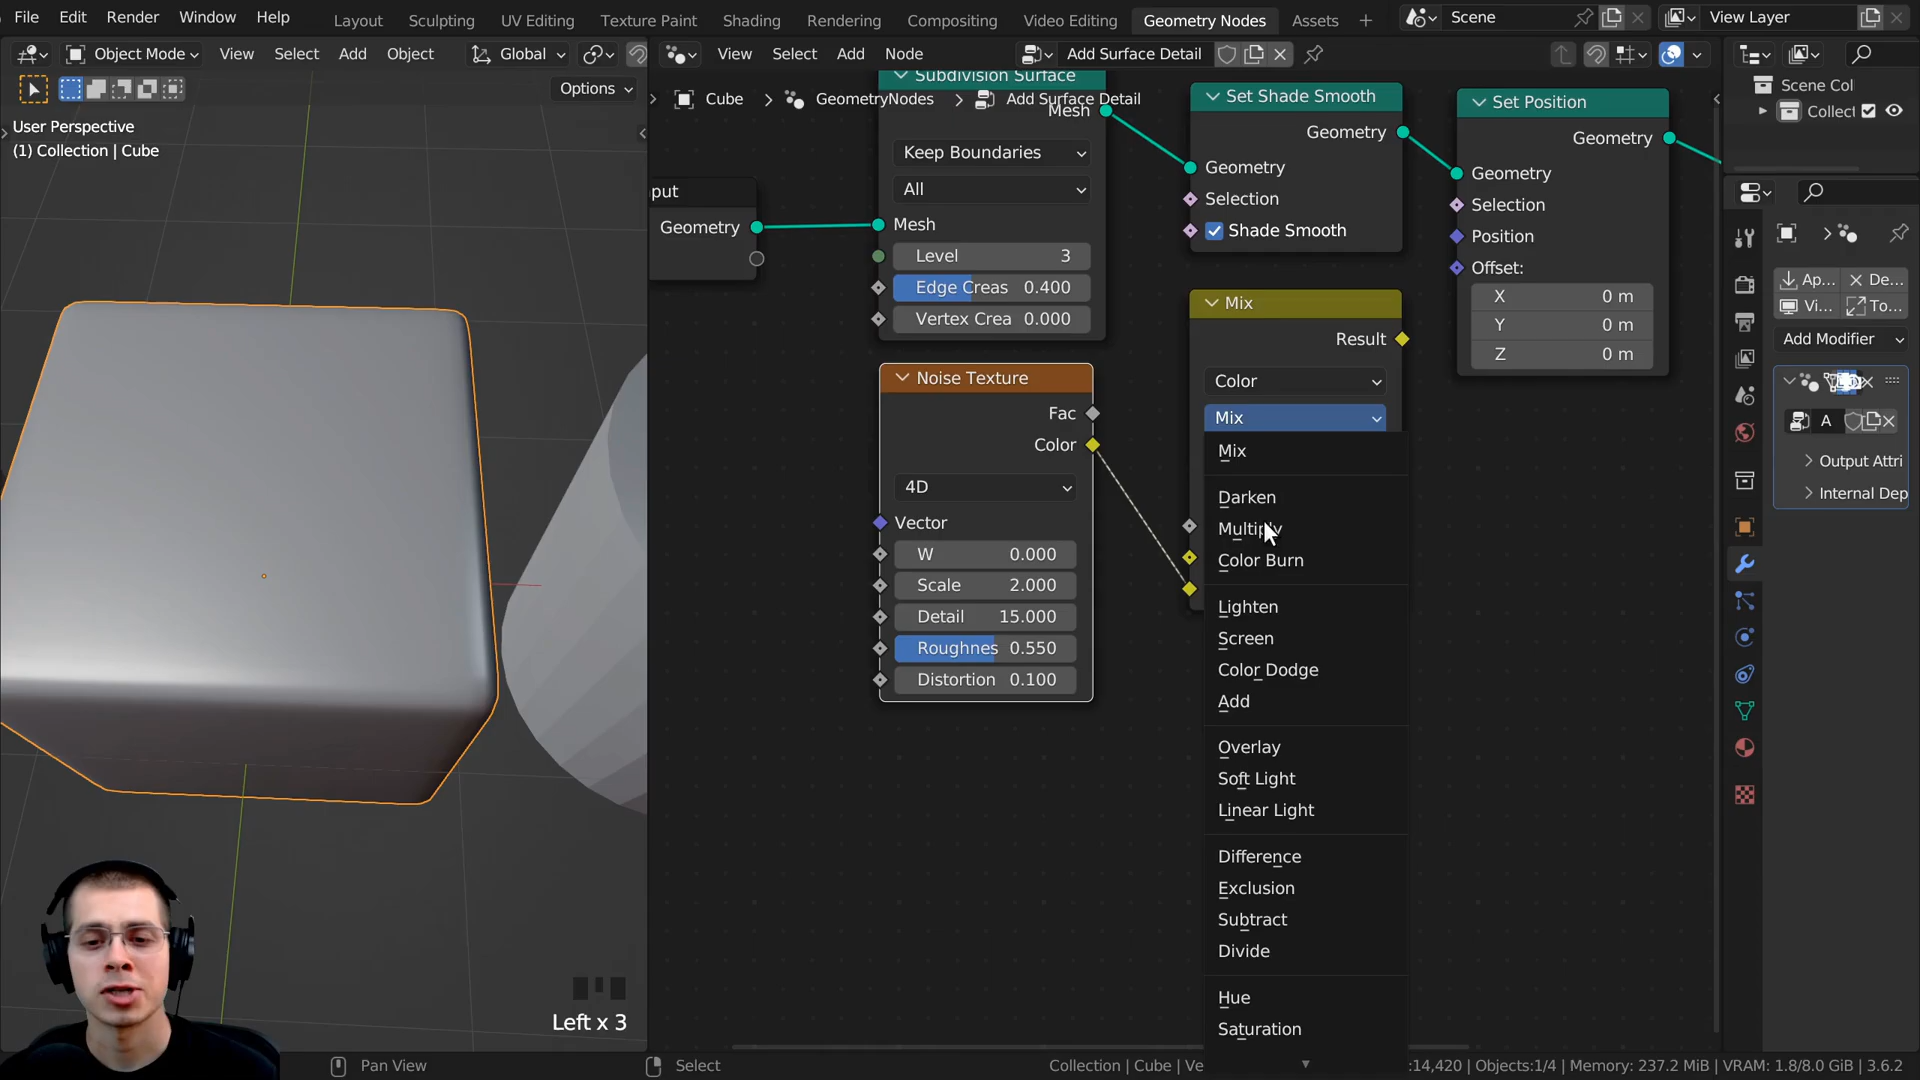 File Edit Render Window Help Layout Sculpting UV Editing Texture Paint Shading Rendering Compositing Video Editing Geometry Nodes Assets Scene View Layer
Object Mode View Select Add Object Global View Select Add Node Add Surface Detail
Options
Cube GeometryNodes Add Surface Detail
User Perspective
(1) Collection | Cube
put
Geometry
Subdivision Surface
Mesh
Keep Boundaries
All
Mesh
Level 3
Edge Creas 0.400
Vertex Crea 0.000
Noise Texture
Fac
Color
4D
Vector
W 0.000
Scale 2.000
Detail 15.000
Roughnes 0.550
Distortion 0.100
Set Shade Smooth
Geometry
Geometry
Selection
Shade Smooth
Mix
Result
Color
Mix
Mix
Darken
Multiply
Color Burn
Lighten
Screen
Color Dodge
Add
Overlay
Soft Light
Linear Light
Difference
Exclusion
Subtract
Divide
Hue
Saturation
Set Position
Geometry
Geometry
Selection
Position
Offset:
X 0 m
Y 0 m
Z 0 m
Scene Col
Collect
Ap... De...
Vi... To...
Add Modifier
A
Output Attri
Internal Dep
Left x 3
Pan View Select Collection | Cube | Ve :14,420 | Objects:1/4 | Memory: 237.2 MiB | VRAM: 1.8/8.0 GiB | 3.6.2